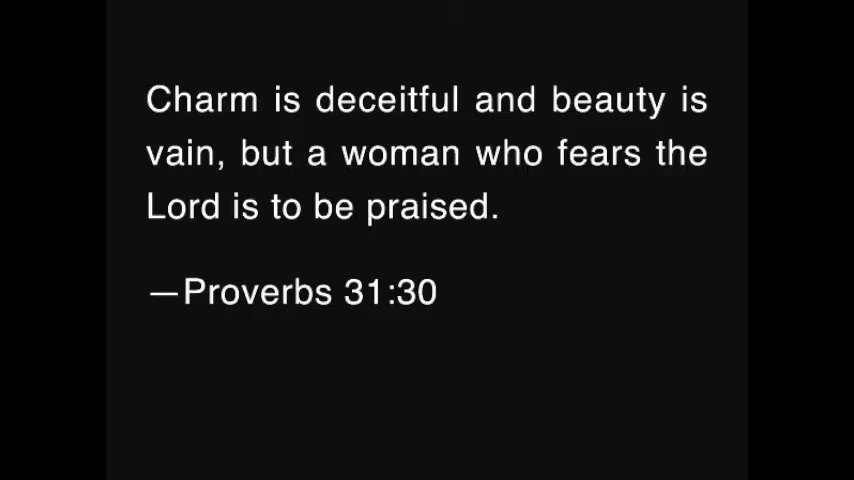 Charm is deceitful and beauty is
vain, but a woman who fears the
Lord is to be praised.
—Proverbs 31:30